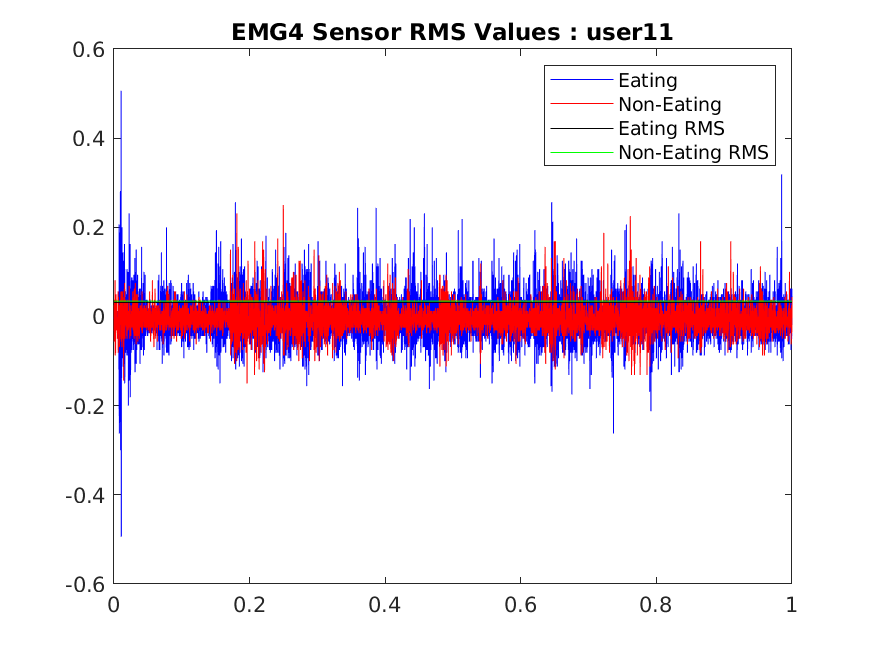 EMG4 Sensor RMS Values : user11
Eating
Non-Eating
Eating RMS
Non-Eating RMS
0.6
0.4
0.2
0
-0.2
-0.4
-0.6
0 0.2 0.4 0.6 0.8 1